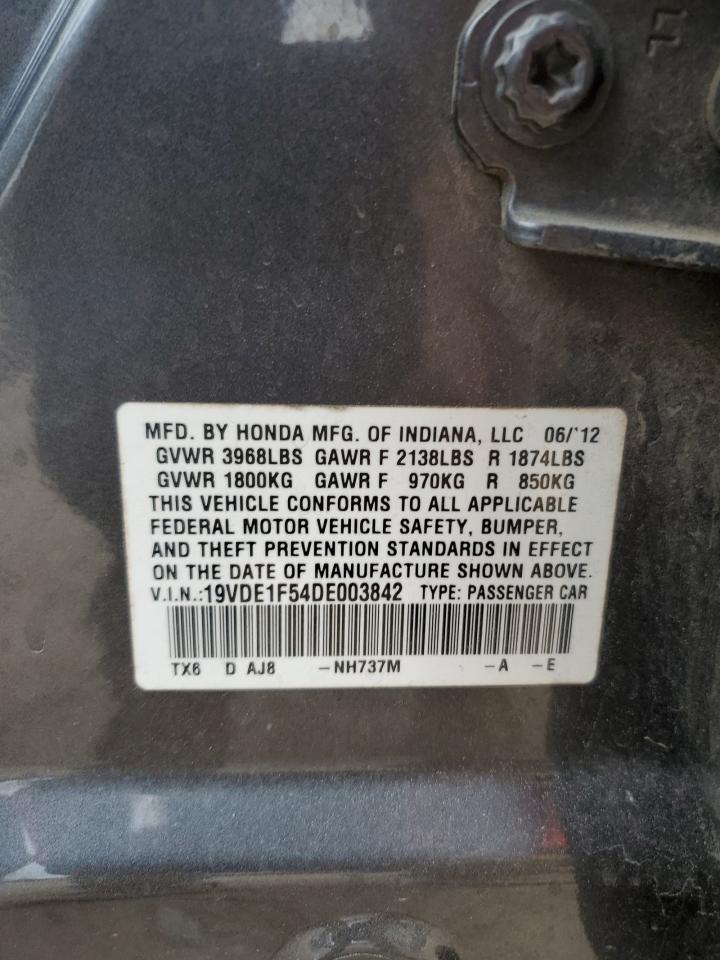 MFD. BY HONDA MFG. OF INDIANA, LLC 06/'12
GVWR 3968LBS GAWR F 2138LBS R 1874LBS
GVWR 1800KG GAWR F 970KG R 850KG
THIS VEHICLE CONFORMS TO ALL APPLICABLE
FEDERAL MOTOR VEHICLE SAFETY, BUMPER,
AND THEFT PREVENTION STANDARDS IN EFFECT
ON THE DATE OF MANUFACTURE SHOWN ABOVE.
V.I.N.:19VDE1F54DE003842 TYPE: PASSENGER CAR
TX6 D AJ8 -NH737M -A -E